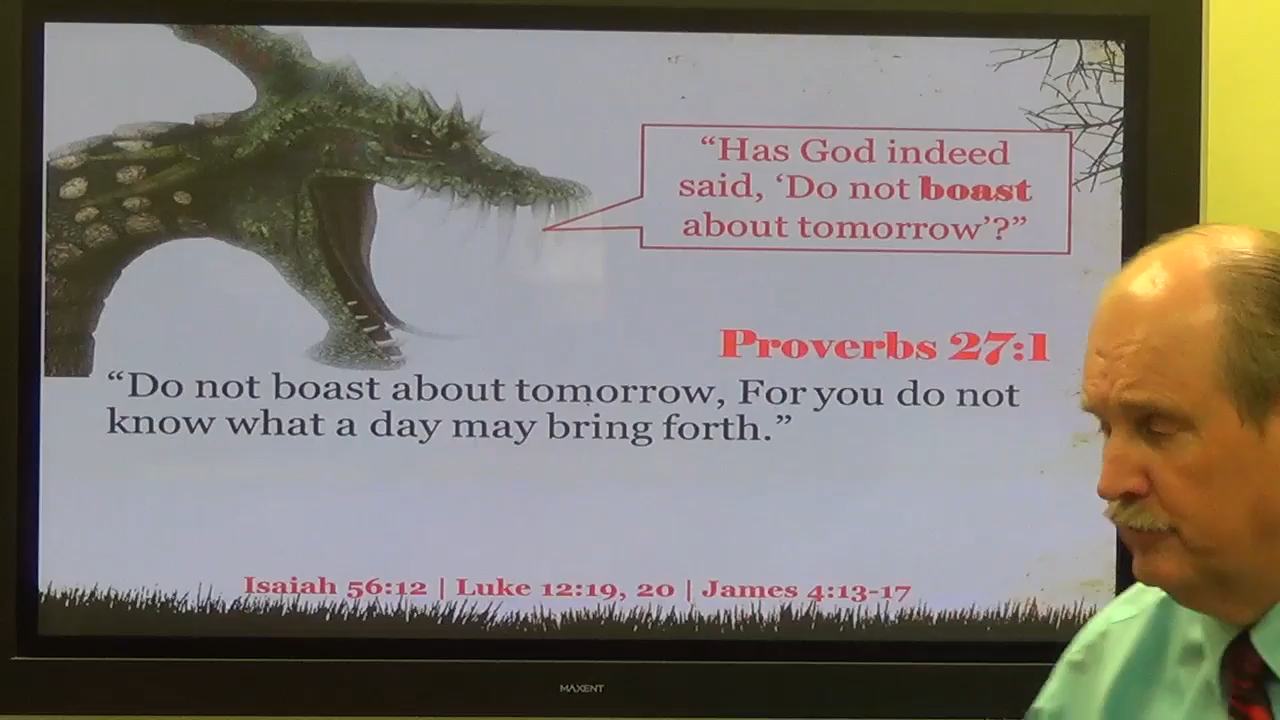 “Has God indeed
said, ‘Do not boast
about tomorrow’?”
Proverbs 27:1
“Do not boast about tomorrow, For you do not
know what a day may bring forth.”
Isaiah 56:12 | Luke 12:19, 20 | James 4:13-17
MAXENT